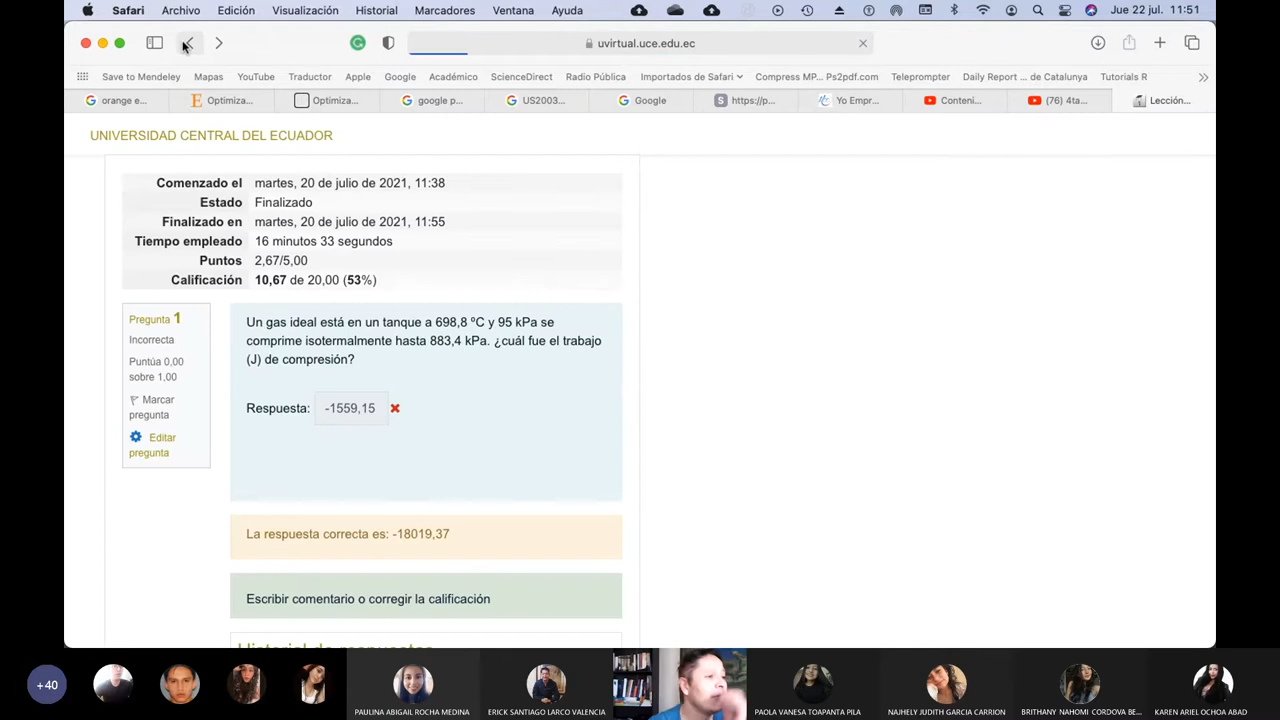 Safari Archivo Edición Visualización Historial Marcadores Ventana Ayuda Jue 22 jul. 11:51
uvirtual.uce.edu.ec
Save to Mendeley Mapas YouTube Traductor Apple Google Académico ScienceDirect Radio Pública Importados de Safari Compress MP... Ps2pdf.com Teleprompter Daily Report ... de Catalunya Tutorials R
orange e... Optimiza... Optimiza... google p... US2003... Google https://p... Yo Empr... Conteni... (76) 4ta... Lección...
UNIVERSIDAD CENTRAL DEL ECUADOR
Comenzado el martes, 20 de julio de 2021, 11:38
Estado Finalizado
Finalizado en martes, 20 de julio de 2021, 11:55
Tiempo empleado 16 minutos 33 segundos
Puntos 2,67/5,00
Calificación 10,67 de 20,00 (53%)
Pregunta 1
Incorrecta
Puntúa 0,00
sobre 1,00
Marcar
pregunta
Editar
pregunta
Un gas ideal está en un tanque a 698,8 ºC y 95 kPa se
comprime isotermalmente hasta 883,4 kPa. ¿cuál fue el trabajo
(J) de compresión?
Respuesta: -1559,15
La respuesta correcta es: -18019,37
Escribir comentario o corregir la calificación
Historial de respuestas
+40 PAULINA ABIGAIL ROCHA MEDINA ERICK SANTIAGO LARCO VALENCIA PAOLA VANESA TOAPANTA PILA NAJHELY JUDITH GARCIA CARRION BRITHANY NAHOMI CORDOVA BE... KAREN ARIEL OCHOA ABAD